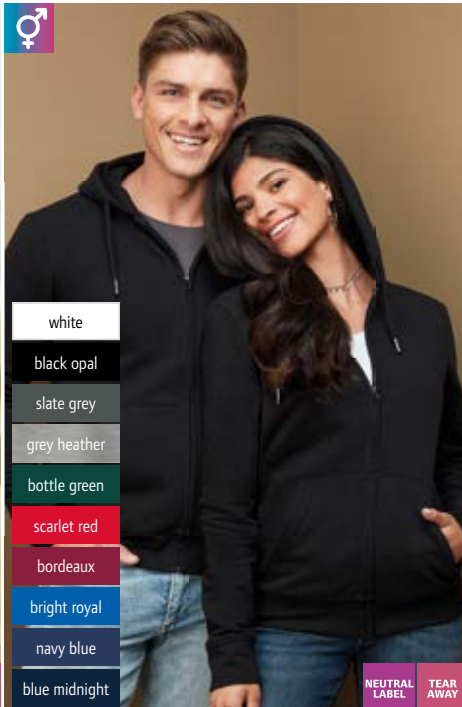 white
black opal
slate grey
grey heather
bottle green
scarlet red
bordeaux
bright royal
navy blue
blue midnight
NEUTRAL
LABEL
TEAR
AWAY